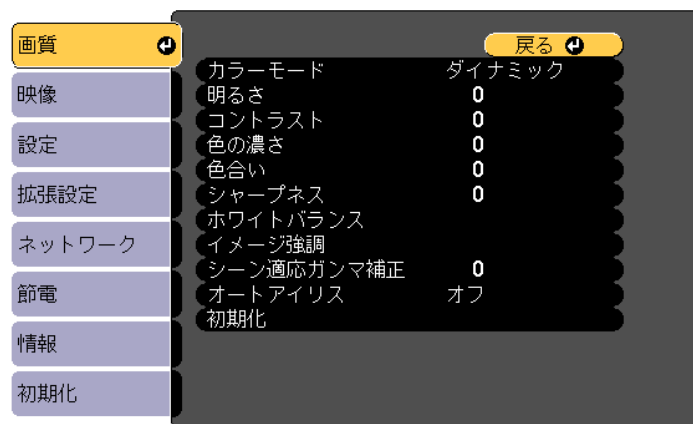 画質
映像
設定
拡張設定
ネットワーク
節電
情報
初期化
戻る
カラーモード ダイナミック
明るさ 0
コントラスト 0
色の濃さ 0
色合い 0
シャープネス 0
ホワイトバランス
イメージ強調
シーン適応ガンマ補正 0
オートアイリス オフ
初期化